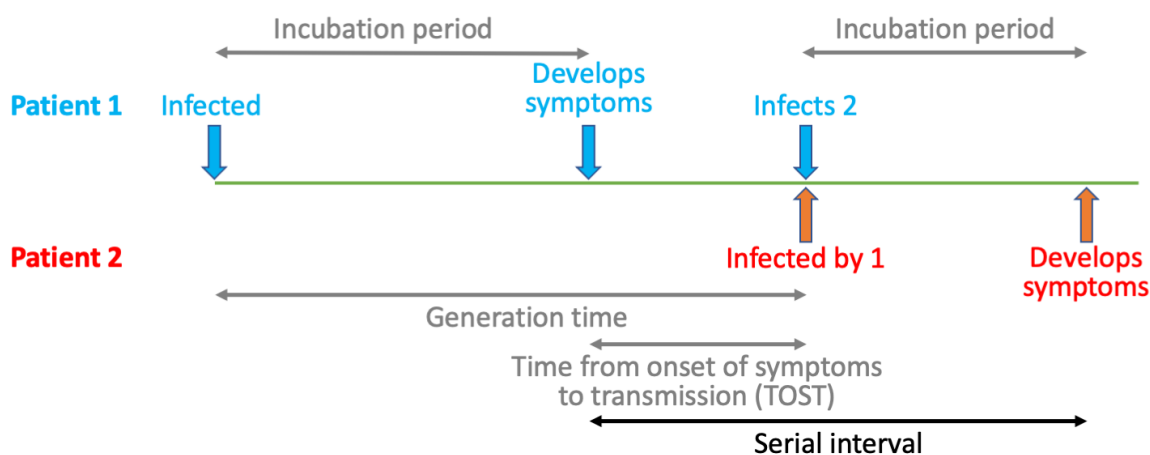 Incubation period
Incubation period
Patient 1
Infected
Develops
symptoms
Infects 2
Patient 2
Infected by 1
Develops
symptoms
Generation time
Time from onset of symptoms
to transmission (TOST)
Serial interval